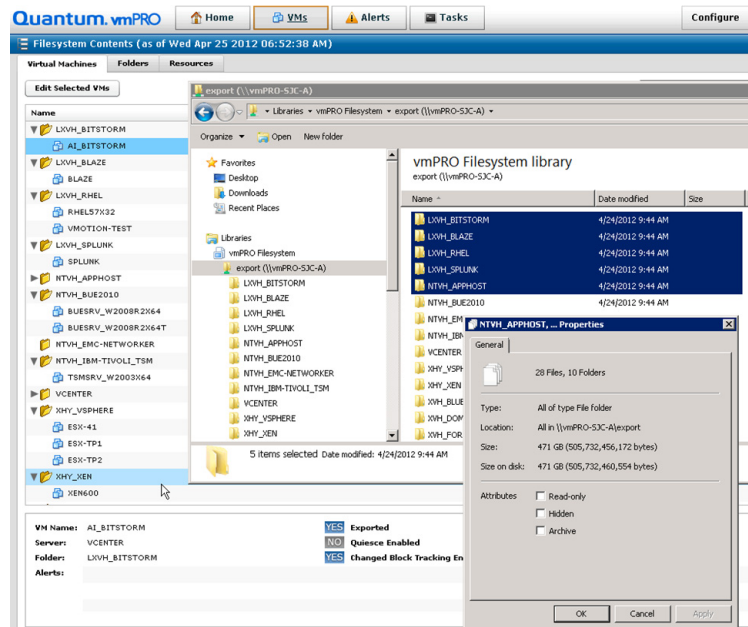 Quantum. vmPRO
Home
VMs
Alerts
Tasks
Configure
Filesystem Contents (as of Wed Apr 25 2012 06:52:38 AM)
Virtual Machines
Folders
Resources
Edit Selected VMs
Name
LXVH_BITSTORM
AI_BITSTORM
LXVH_BLAZE
BLAZE
LXVH_RHEL
RHEL57X32
VMOTION-TEST
LXVH_SPLUNK
SPLUNK
NTVH_APPHOST
NTVH_BUE2010
BUESRV_W2008R2X64
BUESRV_W2008R2X64T
NTVH_EMC-NETWORKER
NTVH_IBM-TIVOLI_TSM
TSMSRV_W2003X64
VCENTER
XHY_VSPHERE
ESX-41
ESX-TP1
ESX-TP2
XHY_XEN
XEN600
export (\\vmPRO-SJC-A)
Libraries
vmPRO Filesystem
export (\\vmPRO-SJC-A)
Organize
Open
New folder
Favorites
Desktop
Downloads
Recent Places
Libraries
vmPRO Filesystem
export (\\vmPRO-SJC-A)
LXVH_BITSTORM
LXVH_BLAZE
LXVH_RHEL
LXVH_SPLUNK
NTVH_APPHOST
NTVH_BUE2010
NTVH_EMC-NETWORKER
NTVH_IBM-TIVOLI_TSM
VCENTER
XHY_VSPHERE
XHY_XEN
vmPRO Filesystem library
export (\\vmPRO-SJC-A)
Name
Date modified
Size
LXVH_BITSTORM 4/24/2012 9:44 AM
LXVH_BLAZE 4/24/2012 9:44 AM
LXVH_RHEL 4/24/2012 9:44 AM
LXVH_SPLUNK 4/24/2012 9:44 AM
NTVH_APPHOST 4/24/2012 9:44 AM
NTVH_BUE2010 4/24/2012 9:44 AM
NTVH_EM
NTVH_IBM
VCENTER
XHY_VSPH
XHY_XEN
XVH_BLUE
XVH_DOM
XVH_FOR
5 items selected Date modified: 4/24/2012 9:44 AM
NTVH_APPHOST, ... Properties
General
28 Files, 10 Folders
Type: All of type File folder
Location: All in \\vmPRO-SJC-A\export
Size: 471 GB (505,732,456,172 bytes)
Size on disk: 471 GB (505,732,460,554 bytes)
Attributes
Read-only
Hidden
Archive
OK
Cancel
Apply
VM Name: AI_BITSTORM
Server: VCENTER
Folder: LXVH_BITSTORM
Alerts:
YES Exported
NO Quiesce Enabled
YES Changed Block Tracking En